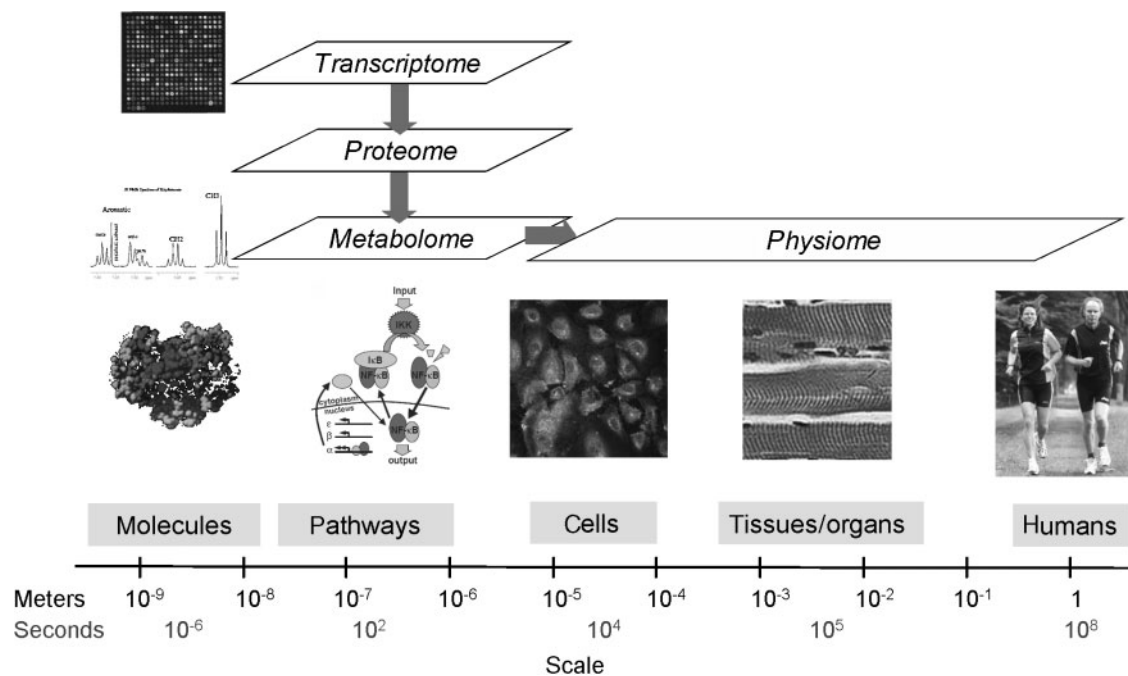 Transcriptome
Proteome
Aromatic
CH3
CH2
Metabolome
Physiome
Input
IKK
IκB
NF-κB
NF-κB
cytoplasm
nucleus
ε
β
α
NF-κB
output
Molecules
Pathways
Cells
Tissues/organs
Humans
Meters 10⁻⁹ 10⁻⁸ 10⁻⁷ 10⁻⁶ 10⁻⁵ 10⁻⁴ 10⁻³ 10⁻² 10⁻¹ 1
Seconds 10⁻⁶ 10² 10⁴ 10⁵ 10⁸
Scale